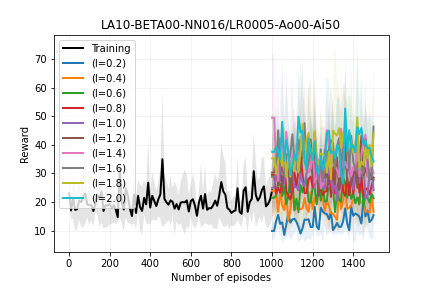 LA10-BETA00-NN016/LR0005-Ao00-Ai50
Training
(l=0.2)
(l=0.4)
(l=0.6)
(l=0.8)
(l=1.0)
(l=1.2)
(l=1.4)
(l=1.6)
(l=1.8)
(l=2.0)
Reward
70
60
50
40
30
20
10
0 200 400 600 800 1000 1200 1400
Number of episodes